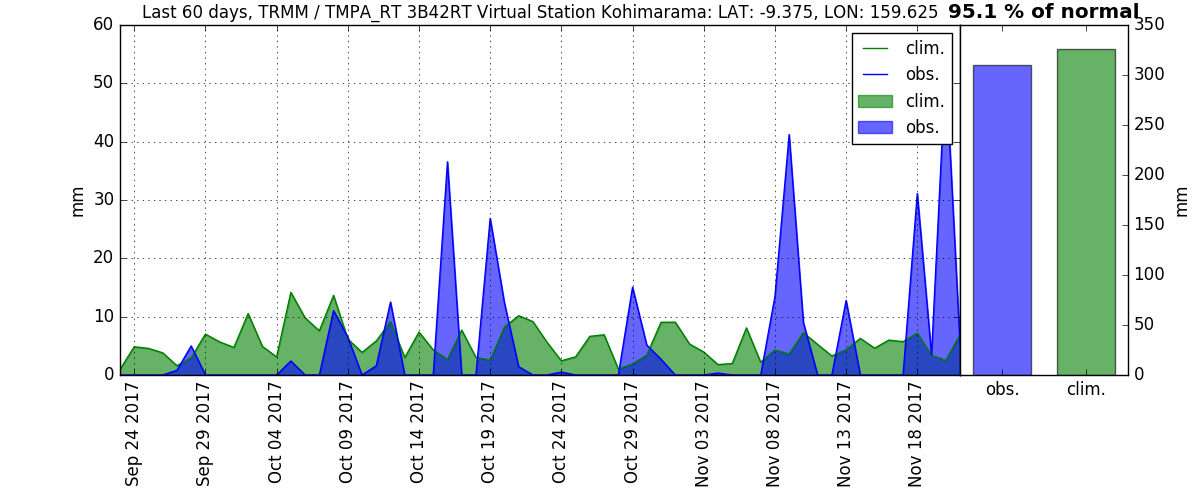 Last 60 days, TRMM / TMPA_RT 3B42RT Virtual Station Kohimarama: LAT: -9.375, LON: 159.625 95.1 % of normal
60
50
40
30
20
10
0
mm
clim.
obs.
clim.
obs.
350
300
250
200
150
100
50
0
mm
obs.
clim.
Sep 24 2017
Sep 29 2017
Oct 04 2017
Oct 09 2017
Oct 14 2017
Oct 19 2017
Oct 24 2017
Oct 29 2017
Nov 03 2017
Nov 08 2017
Nov 13 2017
Nov 18 2017